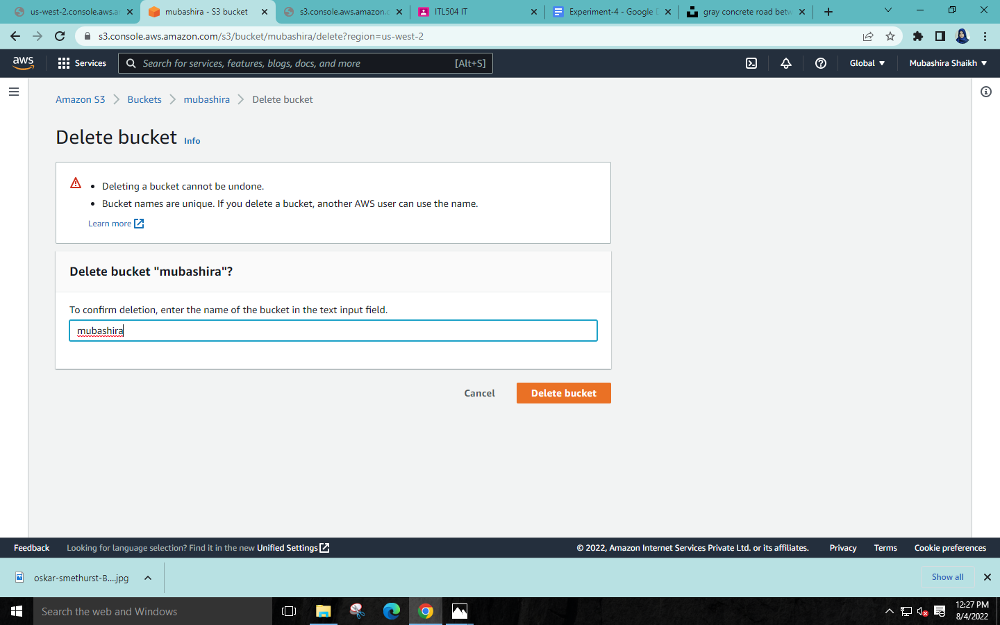 us-west-2.console.aws.a
mubashira - S3 bucket
s3.console.aws.amazon.c
ITL504 IT
Experiment-4 - Google D
gray concrete road betw
s3.console.aws.amazon.com/s3/bucket/mubashira/delete?region=us-west-2
aws
Services
Search for services, features, blogs, docs, and more
[Alt+S]
Global
Mubashira Shaikh
Amazon S3
Buckets
mubashira
Delete bucket
Delete bucket Info
Deleting a bucket cannot be undone.
Bucket names are unique. If you delete a bucket, another AWS user can use the name.
Learn more
Delete bucket "mubashira"?
To confirm deletion, enter the name of the bucket in the text input field.
mubashira
Cancel
Delete bucket
Feedback
Looking for language selection? Find it in the new Unified Settings
© 2022, Amazon Internet Services Private Ltd. or its affiliates.
Privacy
Terms
Cookie preferences
oskar-smethurst-B....jpg
Show all
Search the web and Windows
12:27 PM
8/4/2022